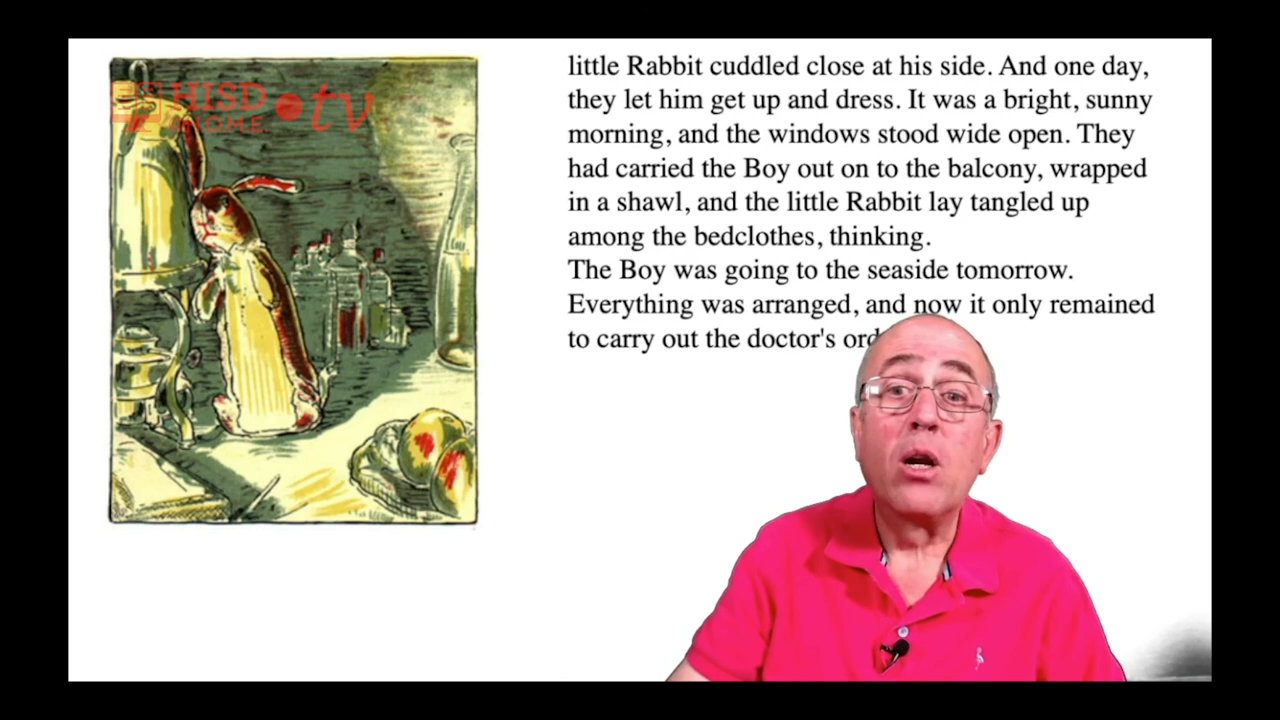 HISD
@H.O.M.E.
tv
little Rabbit cuddled close at his side. And one day,
they let him get up and dress. It was a bright, sunny
morning, and the windows stood wide open. They
had carried the Boy out on to the balcony, wrapped
in a shawl, and the little Rabbit lay tangled up
among the bedclothes, thinking.
The Boy was going to the seaside tomorrow.
Everything was arranged, and now it only remained
to carry out the doctor's